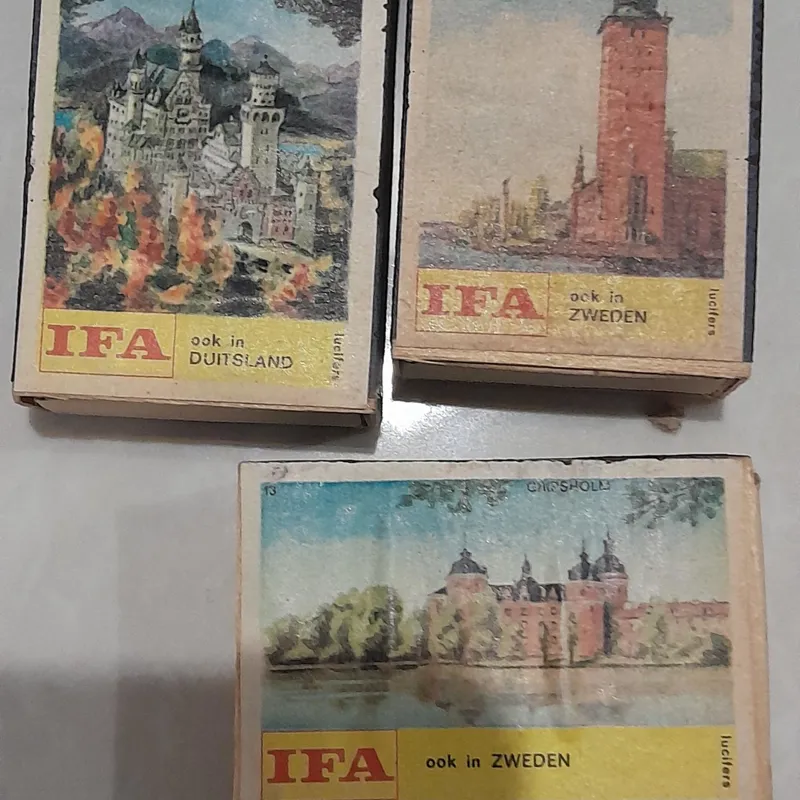 IFA
ook in
DUITSLAND
lucifers
IFA
ook in
ZWEDEN
lucifers
13
GRIPSHOLM
IFA
ook in ZWEDEN
lucifers